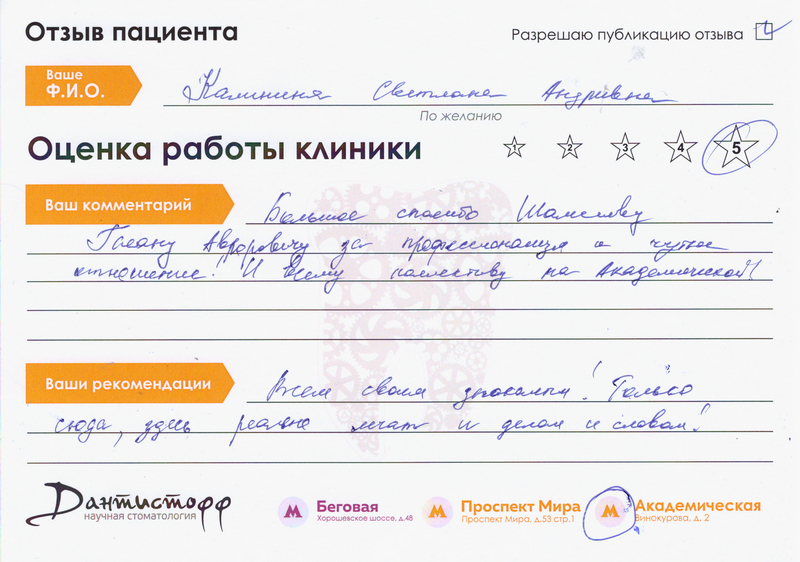 Отзыв пациента
Разрешаю публикацию отзыва
Ваше
Ф.И.О.
Калинина Светлана Андреевна
По желанию
Оценка работы клиники
1 2 3 4 5
Ваш комментарий
Большое спасибо
за профессионализм и чуткое
отношение! И всему коллективу на Академической!
Ваши рекомендации
Всем своим знакомым! Только
сюда, здесь реально лечат и делом и словом!
Дантистофф
научная стоматология
Беговая
Хорошевское шоссе, д.48
Проспект Мира
Проспект Мира, д.53 стр.1
Академическая
Винокурова, д. 2